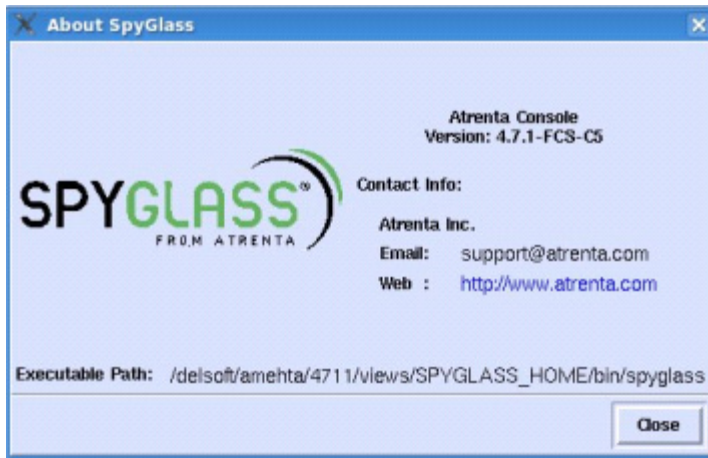 About SpyGlass
Atrenta Console
Version: 4.7.1-FCS-C5
SPYGLASS®
FROM ATRENTA
Contact Info:
Atrenta Inc.
Email: support@atrenta.com
Web : http://www.atrenta.com
Executable Path: /delsoft/amehta/4711/views/SPYGLASS_HOME/bin/spyglass
Close